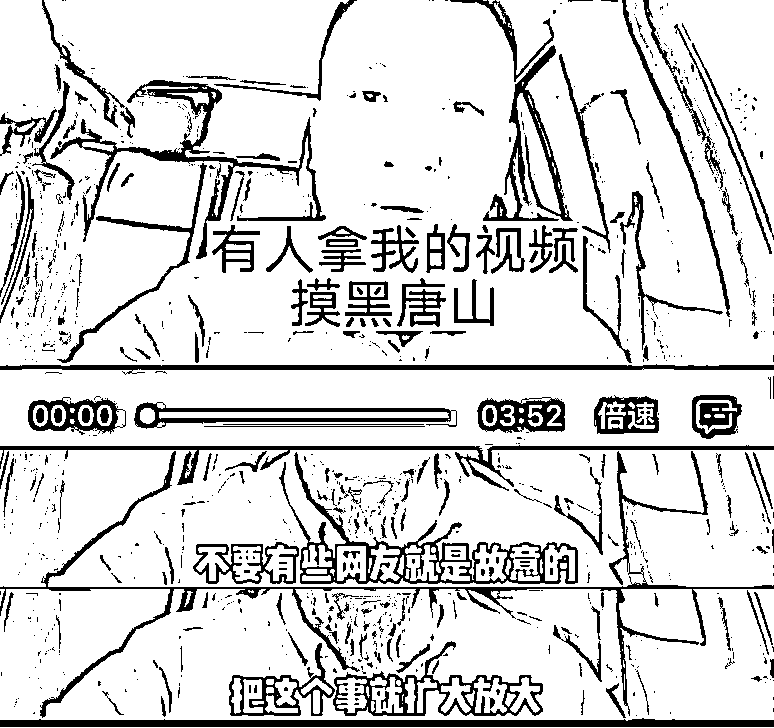 有人拿我的视频
摸黑唐山
00:00 03:52 倍速
不要有些网友就是故意的
把这个事就扩大放大